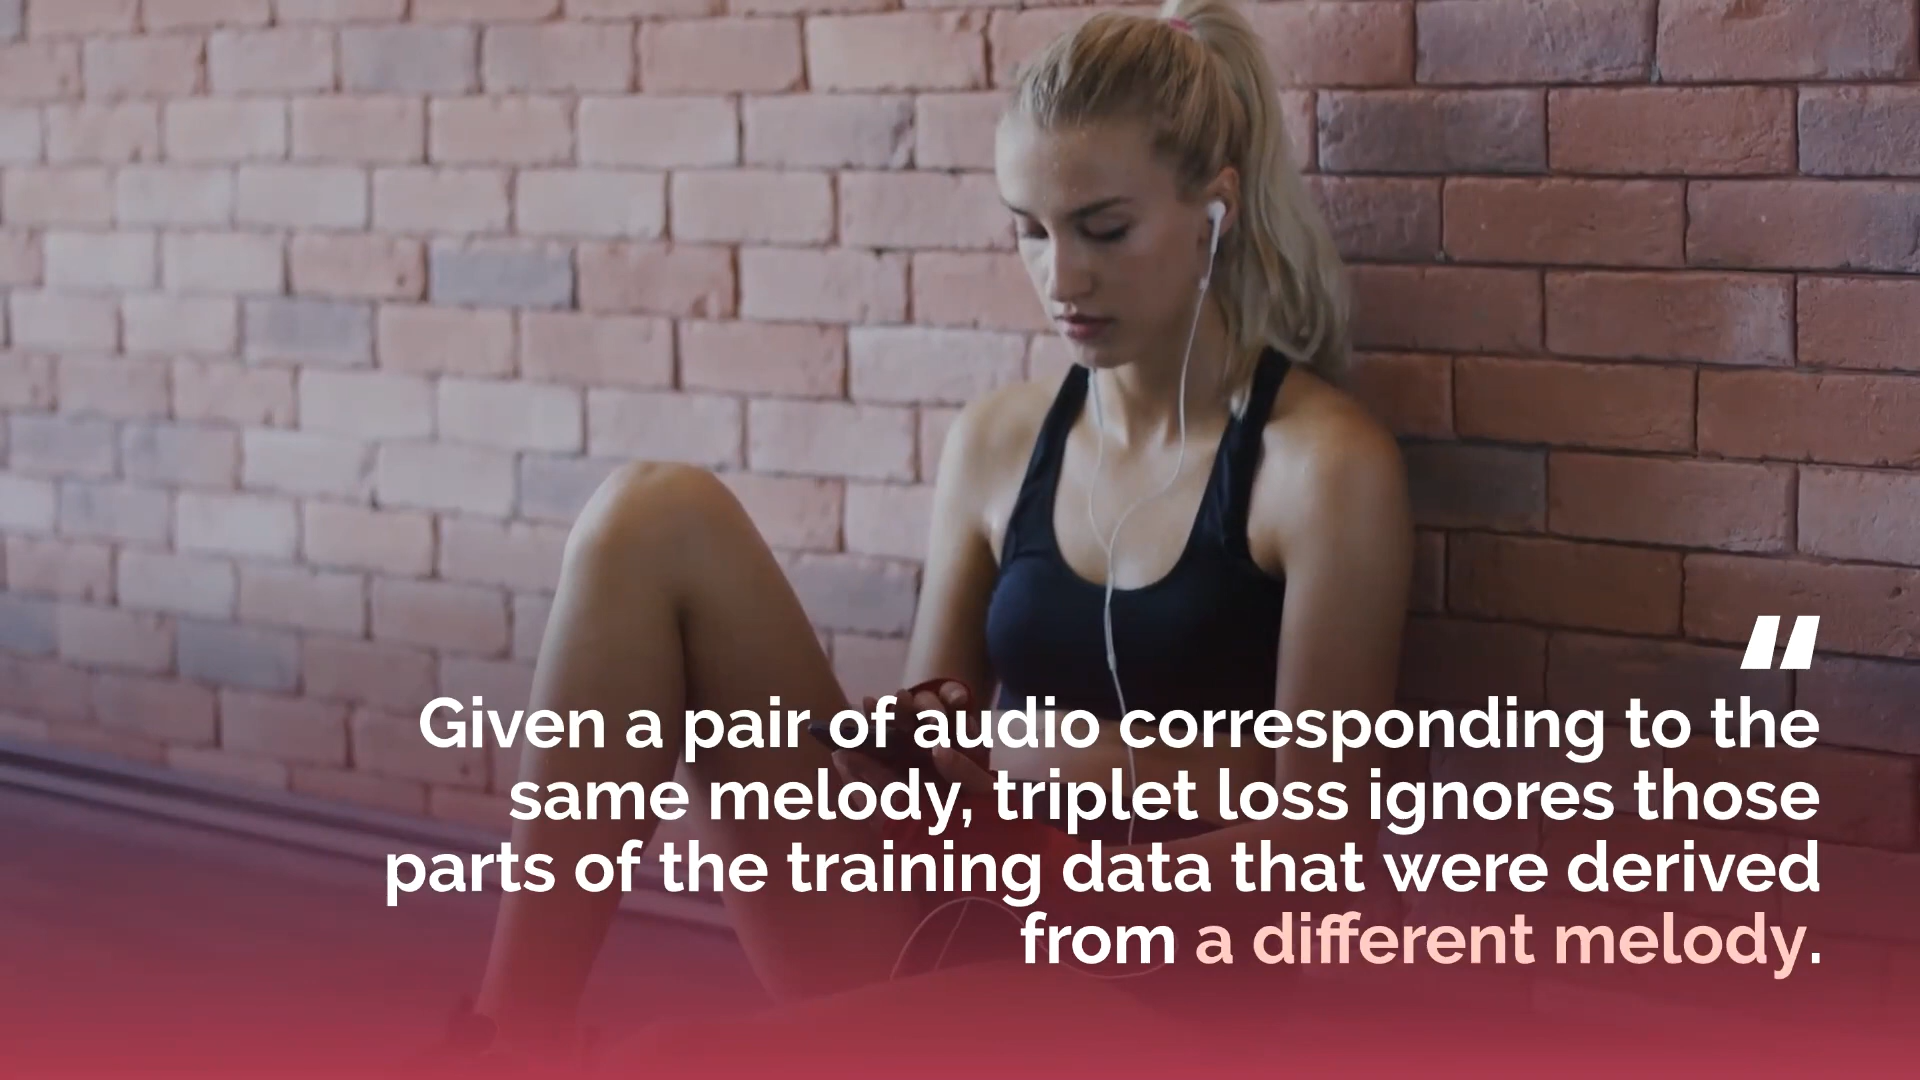 "
Given a pair of audio corresponding to the
same melody, triplet loss ignores those
parts of the training data that were derived
from a different melody.